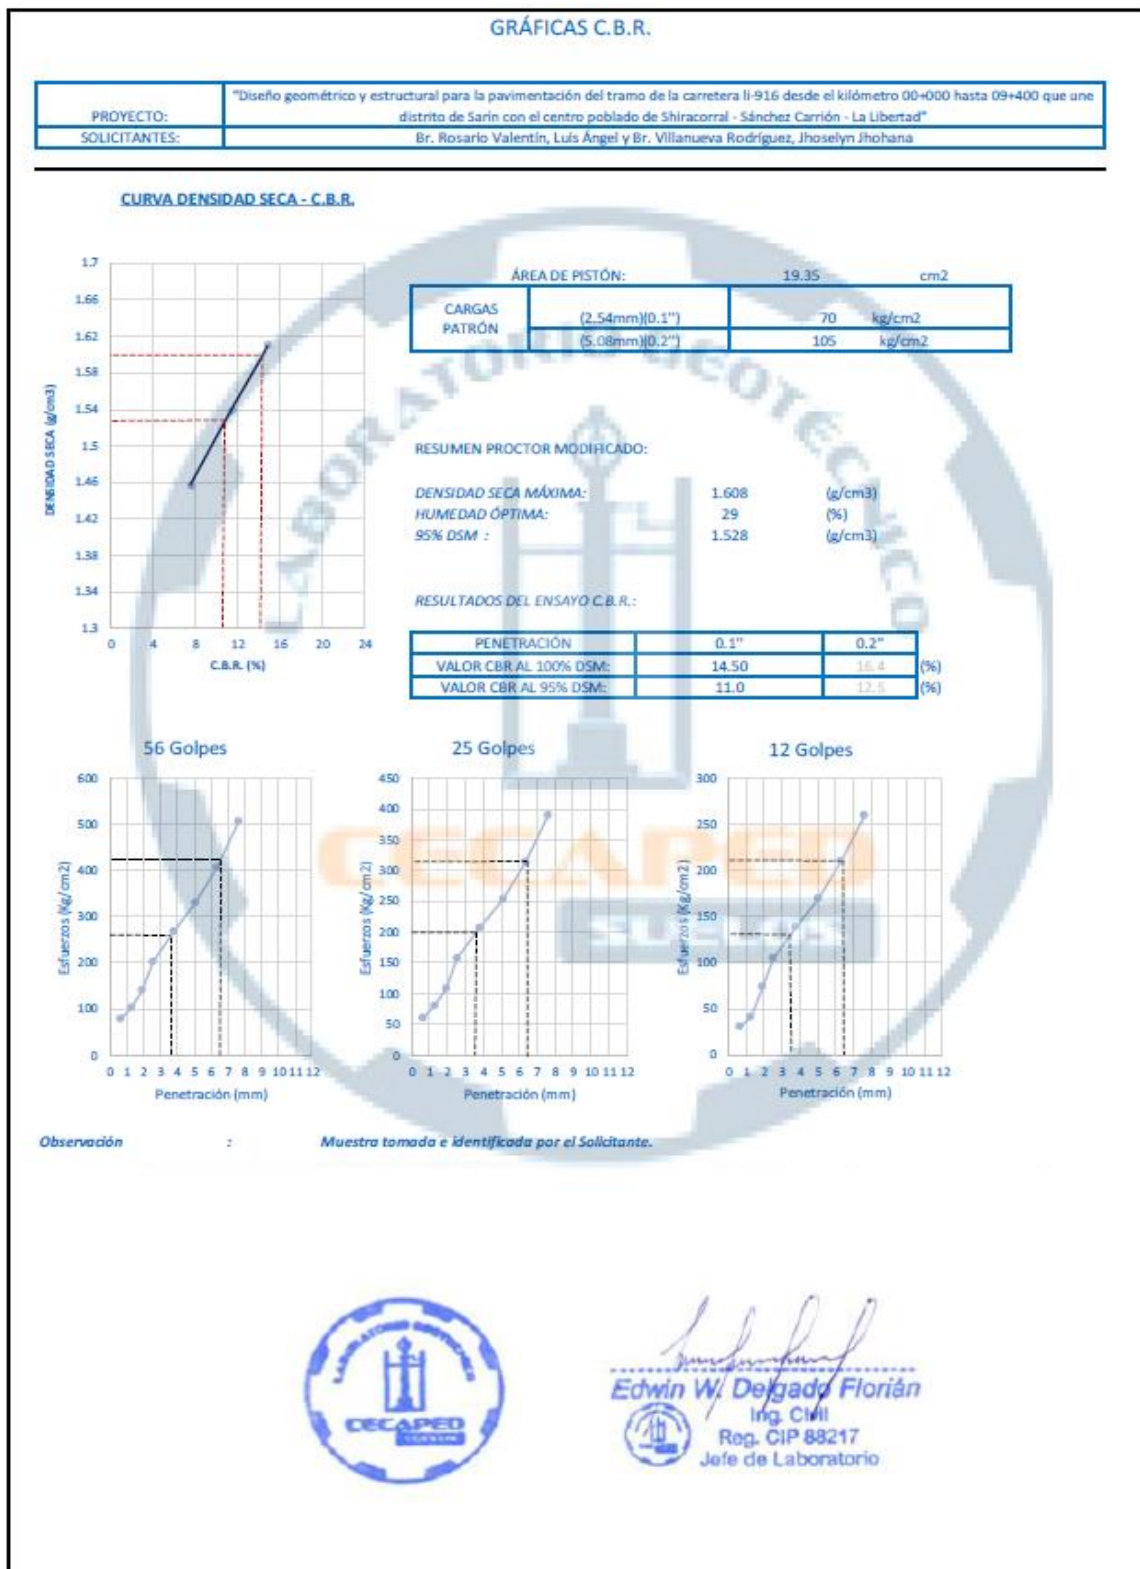 GRÁFICAS C.B.R.
PROYECTO:
"Diseño geométrico y estructural para la pavimentación del tramo de la carretera li-916 desde el kilómetro 00+000 hasta 09+400 que une
distrito de Sarin con el centro poblado de Shiracorral - Sánchez Carrión - La Libertad"
SOLICITANTES:
Br. Rosario Valentín, Luis Ángel y Br. Villanueva Rodríguez, Jhoselyn Jhohana
CURVA DENSIDAD SECA - C.B.R.
1.7
1.66
1.62
1.58
1.54
1.5
1.46
1.42
1.38
1.34
1.3
DENSIDAD SECA (g/cm3)
0 4 8 12 16 20 24
C.B.R. (%)
ÁREA DE PISTÓN: 19.35 cm2
CARGAS PATRÓN
(2.54mm)(0.1") 70 kg/cm2
(5.08mm)(0.2") 105 kg/cm2
RESUMEN PROCTOR MODIFICADO:
DENSIDAD SECA MÁXIMA: 1.608 (g/cm3)
HUMEDAD ÓPTIMA: 29 (%)
95% DSM : 1.528 (g/cm3)
RESULTADOS DEL ENSAYO C.B.R.:
PENETRACIÓN 0.1" 0.2"
VALOR CBR AL 100% DSM: 14.50 16.4 (%)
VALOR CBR AL 95% DSM: 11.0 12.5 (%)
LABORATORIO GEOTÉCNICO
CECAPED
SUELOS
56 Golpes
600
500
400
300
200
100
0
Esfuerzos (Kg/cm2)
0 1 2 3 4 5 6 7 8 9 10 11 12
Penetración (mm)
25 Golpes
450
400
350
300
250
200
150
100
50
0
Esfuerzos (Kg/cm2)
0 1 2 3 4 5 6 7 8 9 10 11 12
Penetración (mm)
12 Golpes
300
250
200
150
100
50
0
Esfuerzos (Kg/cm2)
0 1 2 3 4 5 6 7 8 9 10 11 12
Penetración (mm)
Observación : Muestra tomada e identificada por el Solicitante.
LABORATORIO GEOTÉCNICO
CECAPED
Edwin W. Delgado Florián
Ing. Civil
Reg. CIP 88217
Jefe de Laboratorio